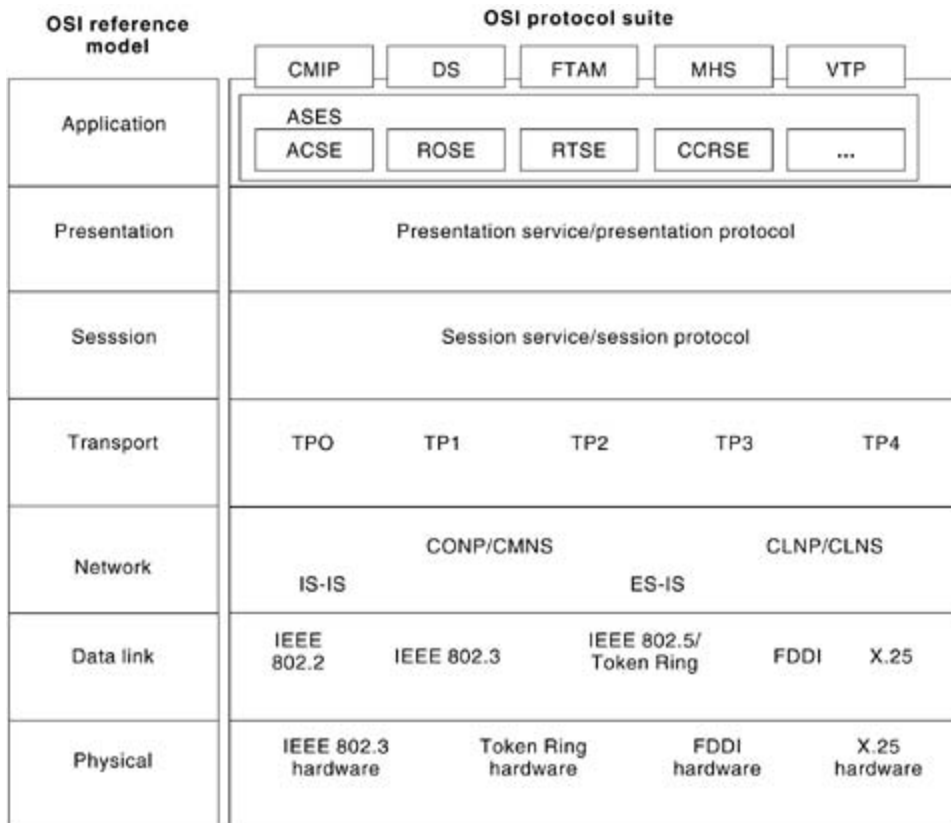 OSI reference
model
OSI protocol suite
CMIP
DS
FTAM
MHS
VTP
Application
ASES
ACSE
ROSE
RTSE
CCRSE
...
Presentation
Presentation service/presentation protocol
Sesssion
Session service/session protocol
Transport
TPO
TP1
TP2
TP3
TP4
Network
CONP/CMNS
CLNP/CLNS
IS-IS
ES-IS
Data link
IEEE
802.2
IEEE 802.3
IEEE 802.5/
Token Ring
FDDI
X.25
Physical
IEEE 802.3
hardware
Token Ring
hardware
FDDI
hardware
X.25
hardware